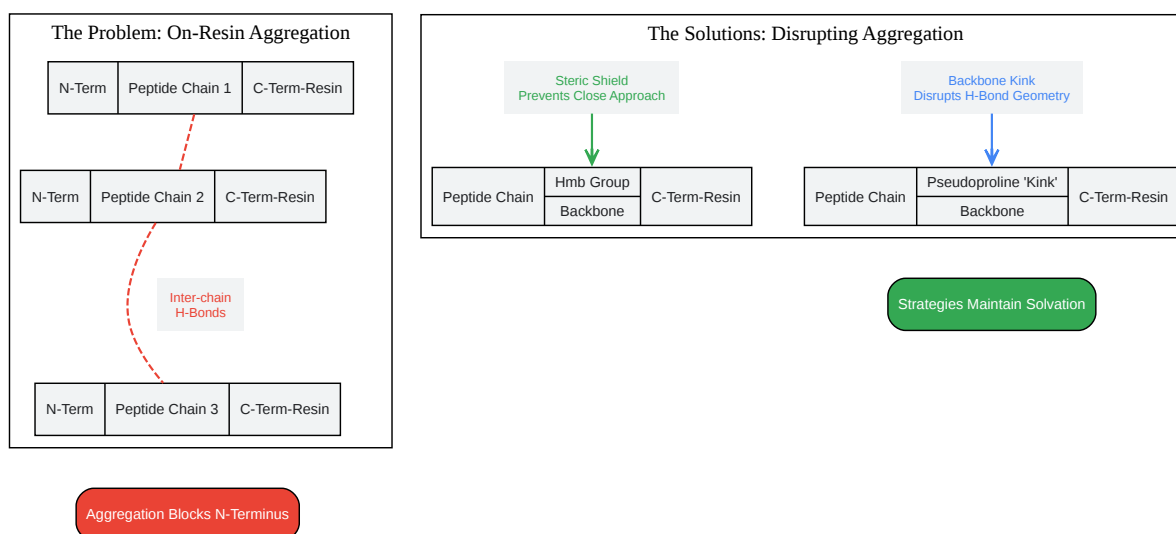 The Problem: On-Resin Aggregation
N-Term Peptide Chain 1 C-Term-Resin
N-Term Peptide Chain 2 C-Term-Resin
Inter-chain
H-Bonds
N-Term Peptide Chain 3 C-Term-Resin
Aggregation Blocks N-Terminus
The Solutions: Disrupting Aggregation
Steric Shield
Prevents Close Approach
Peptide Chain
Hmb Group
Backbone
C-Term-Resin
Backbone Kink
Disrupts H-Bond Geometry
Peptide Chain
Pseudoproline 'Kink'
Backbone
C-Term-Resin
Strategies Maintain Solvation